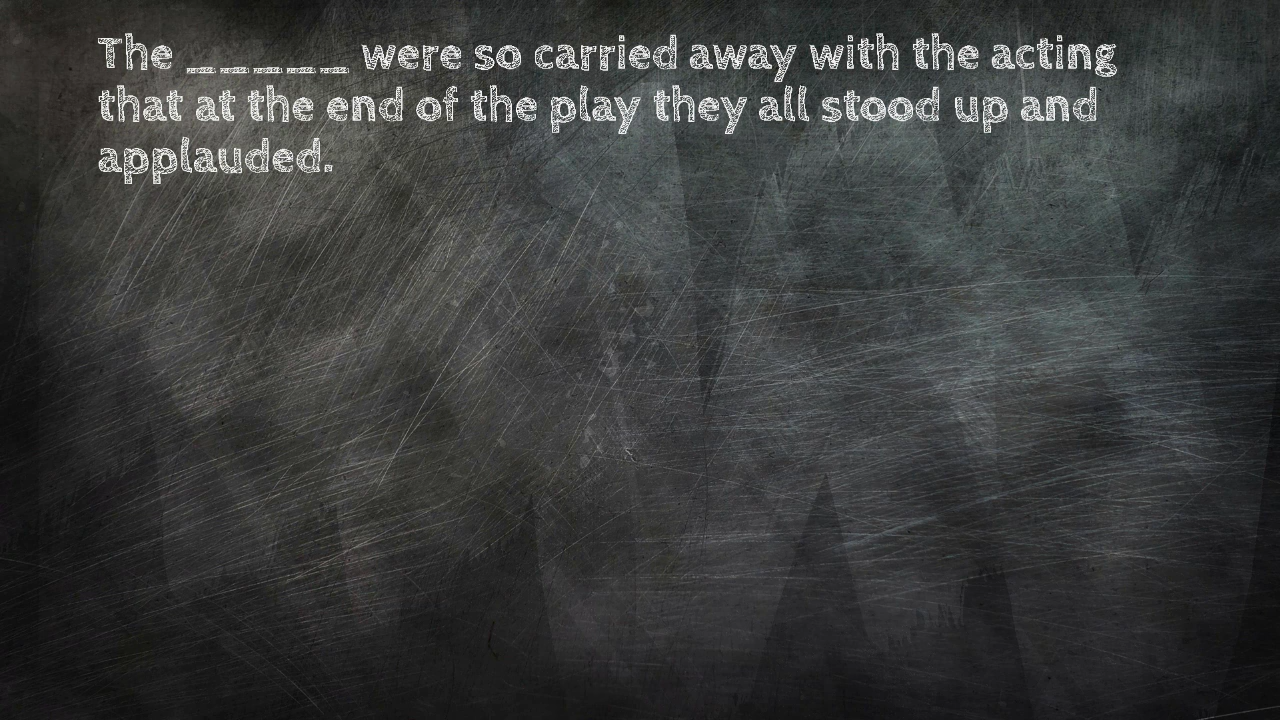 The _ _ _ _ _ were so carried away with the acting
that at the end of the play they all stood up and
applauded.